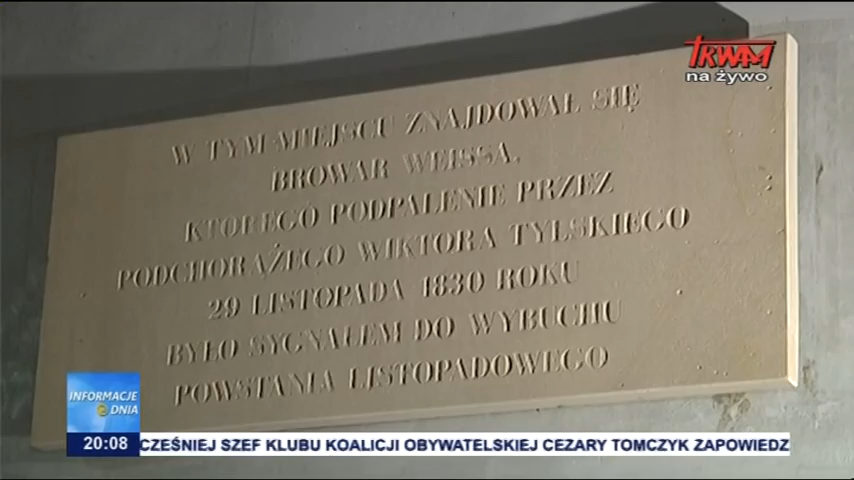 TRWAM
na żywo
W TYM MIEJSCU ZNAJDOWAŁ SIĘ
BROWAR WEISSA,
KTÓREGO PODPALENIE PRZEZ
PODCHORĄŻEGO WIKTORA TYLSKIEGO
29 LISTOPADA 1830 ROKU
BYŁO SYGNAŁEM DO WYBUCHU
POWSTANIA LISTOPADOWEGO
INFORMACJE
DNIA
20:08 CZEŚNIEJ SZEF KLUBU KOALICJI OBYWATELSKIEJ CEZARY TOMCZYK ZAPOWIEDZ